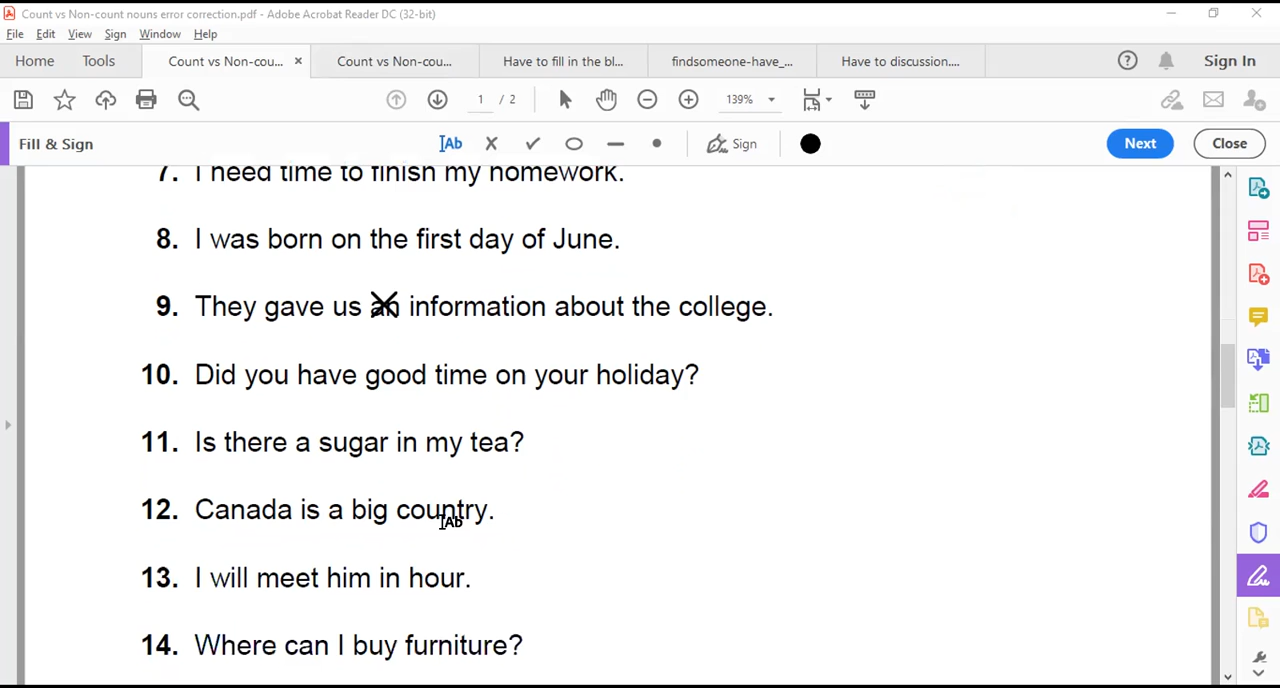 Count vs Non-count nouns error correction.pdf - Adobe Acrobat Reader DC (32-bit)
File Edit View Sign Window Help
Home Tools Count vs Non-cou... × Count vs Non-cou... Have to fill in the bl... findsomeone-have_... Have to discussion.... Sign In
1 / 2 139%
Fill & Sign Ab Sign Next Close
7. I need time to finish my homework.
8. I was born on the first day of June.
9. They gave us an information about the college.
10. Did you have good time on your holiday?
11. Is there a sugar in my tea?
12. Canada is a big country.
Ab
13. I will meet him in hour.
14. Where can I buy furniture?